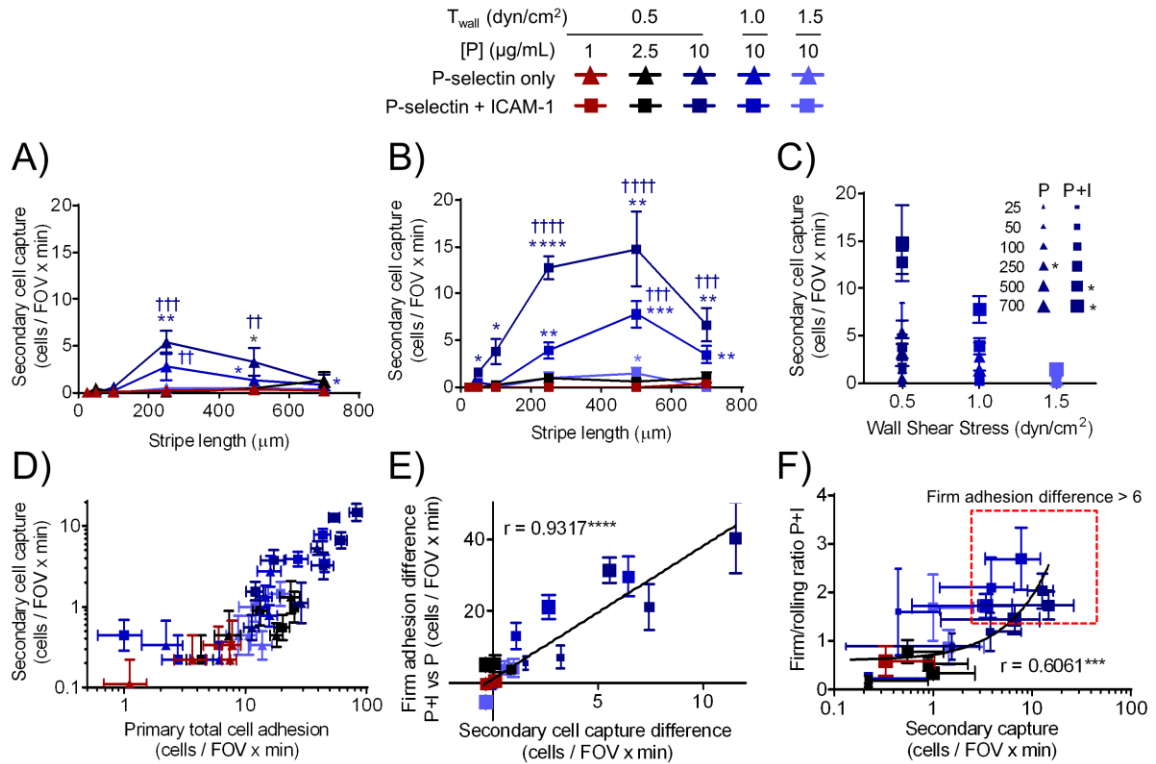 T_wall (dyn/cm²) 0.5 1.0 1.5
[P] (µg/mL) 1 2.5 10 10 10
P-selectin only
P-selectin + ICAM-1
A)
Secondary cell capture
(cells / FOV x min)
20
15
10
5
0
†††
**
††
††
*
*
*
0 200 400 600 800
Stripe length (µm)
B)
Secondary cell capture
(cells / FOV x min)
20
15
10
5
0
*
*
††††
****
**
††††
**
†††
***
*
†††
**
**
0 200 400 600 800
Stripe length (µm)
C)
Secondary cell capture
(cells / FOV x min)
20
15
10
5
0
P P+I
25
50
100
250 *
500 *
700 *
0.5 1.0 1.5
Wall Shear Stress (dyn/cm²)
D)
Secondary cell capture
(cells / FOV x min)
10
1
0.1
1 10 100
Primary total cell adhesion
(cells / FOV x min)
E)
Firm adhesion difference
P+I vs P (cells / FOV x min)
40
20
r = 0.9317****
0 5 10
Secondary cell capture difference
(cells / FOV x min)
F)
Firm/rolling ratio P+I
4
3
2
1
0
Firm adhesion difference > 6
r = 0.6061***
0.1 1 10 100
Secondary capture
(cells / FOV x min)